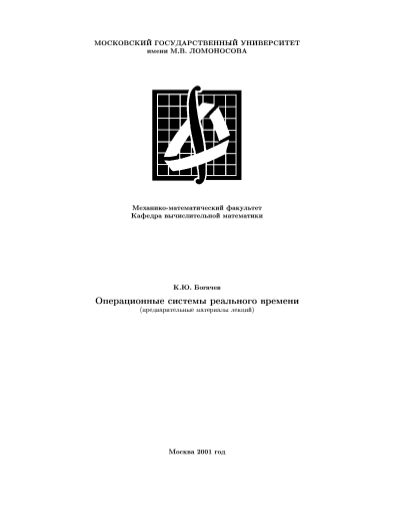 МОСКОВСКИЙ ГОСУДАРСТВЕННЫЙ УНИВЕРСИТЕТ
имени М.В. ЛОМОНОСОВА
Механико-математический факультет
Кафедра вычислительной математики
К.Ю. Богачев
Операционные системы реального времени
(предварительные материалы лекций)
Москва 2001 год